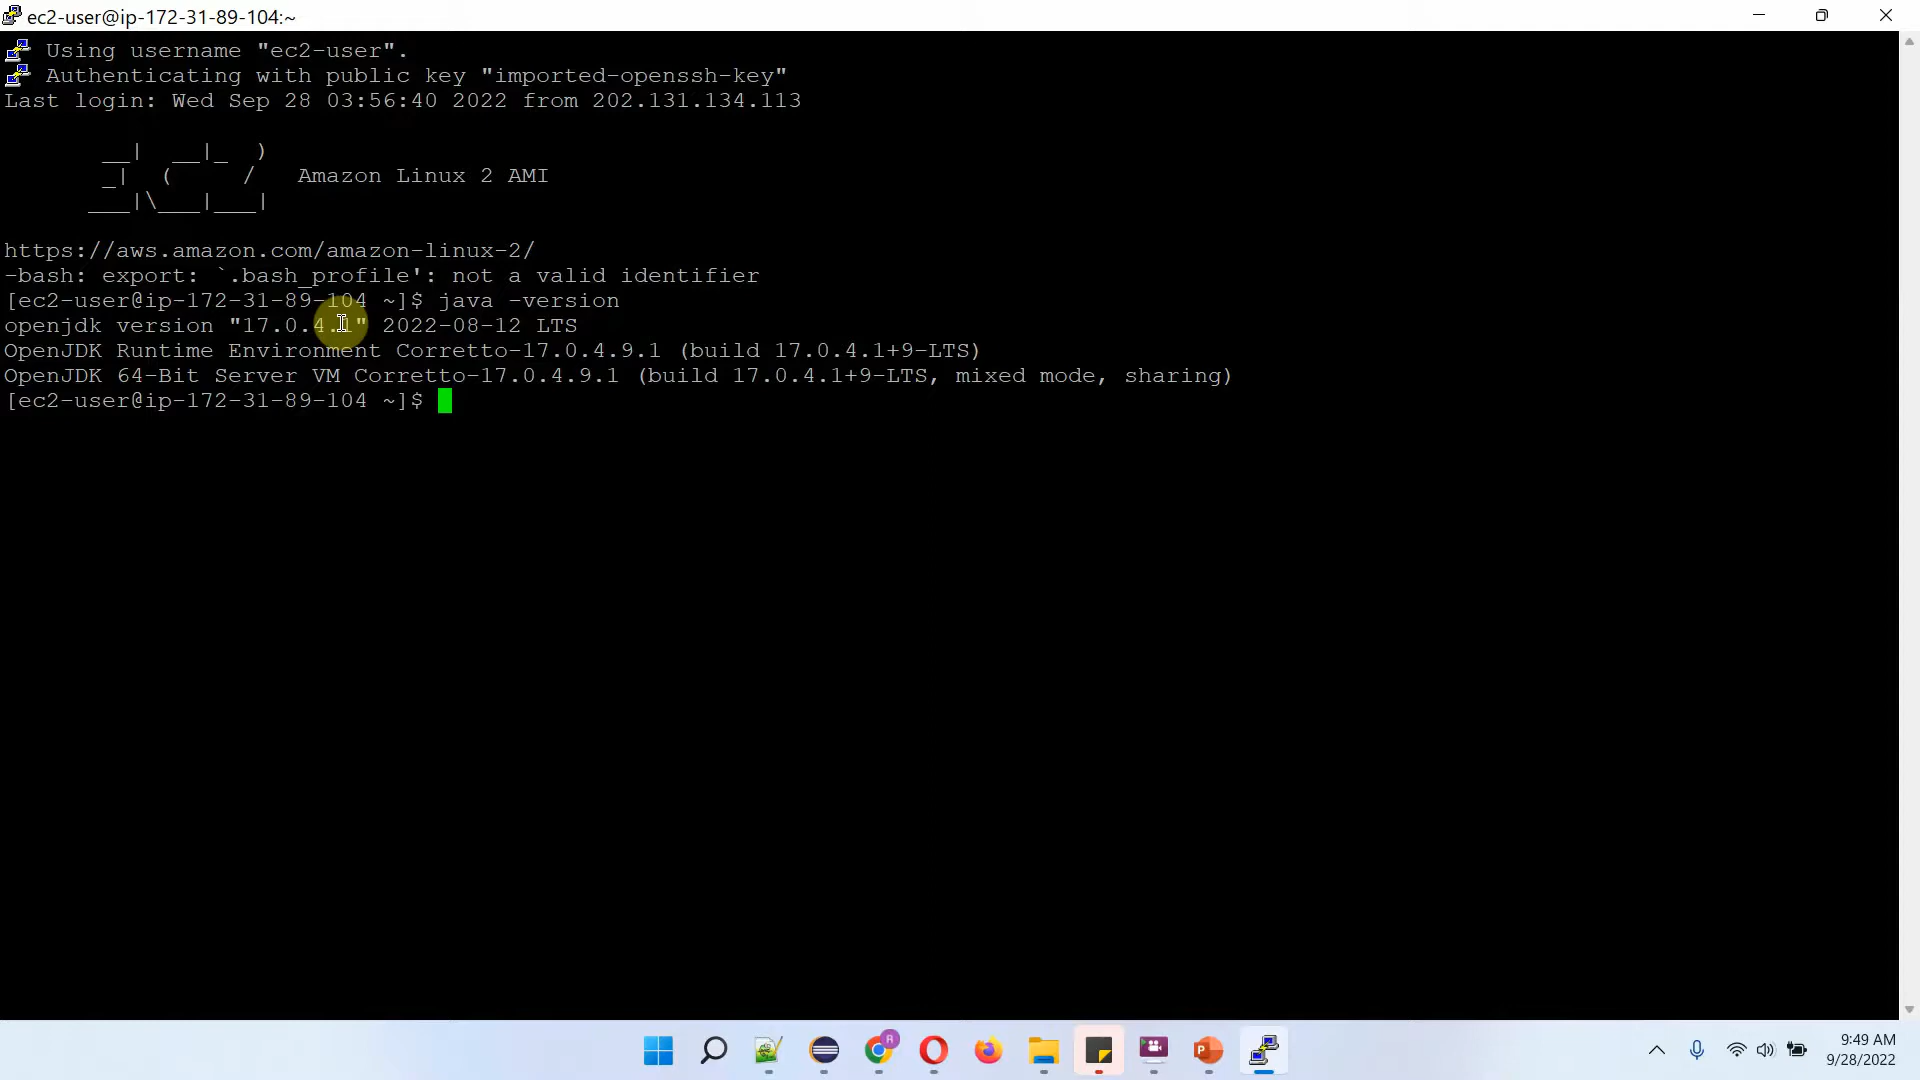 ec2-user@ip-172-31-89-104:~
Using username "ec2-user".
Authenticating with public key "imported-openssh-key"
Last login: Wed Sep 28 03:56:40 2022 from 202.131.134.113
       __|  __|_  )
       _|  (     /   Amazon Linux 2 AMI
      ___|\___|___|
https://aws.amazon.com/amazon-linux-2/
-bash: export: `.bash_profile': not a valid identifier
[ec2-user@ip-172-31-89-104 ~]$ java -version
openjdk version "17.0.4.1" 2022-08-12 LTS
OpenJDK Runtime Environment Corretto-17.0.4.9.1 (build 17.0.4.1+9-LTS)
OpenJDK 64-Bit Server VM Corretto-17.0.4.9.1 (build 17.0.4.1+9-LTS, mixed mode, sharing)
[ec2-user@ip-172-31-89-104 ~]$
R
P
9:49 AM
9/28/2022